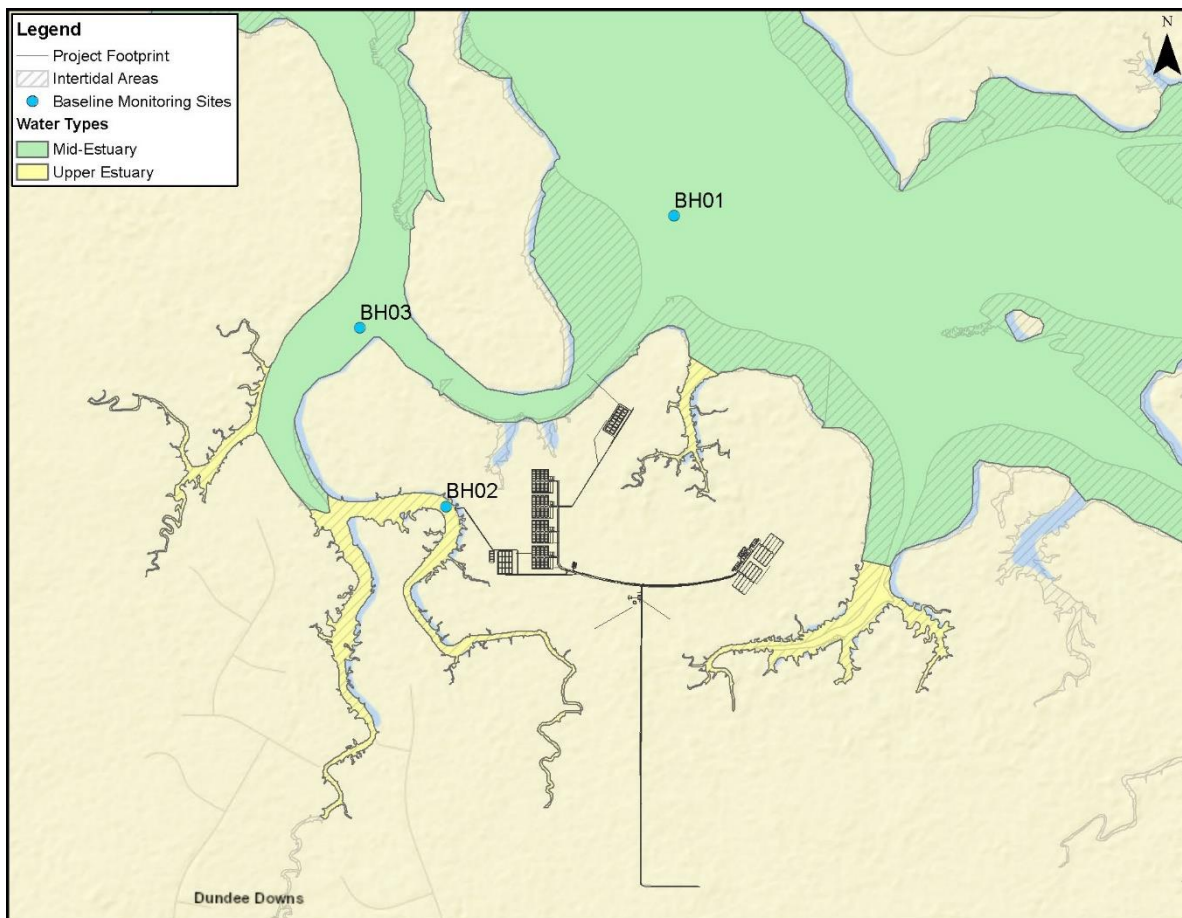 Legend
Project Footprint
Intertidal Areas
Baseline Monitoring Sites
Water Types
Mid-Estuary
Upper Estuary
N
BH01
BH03
BH02
Dundee Downs